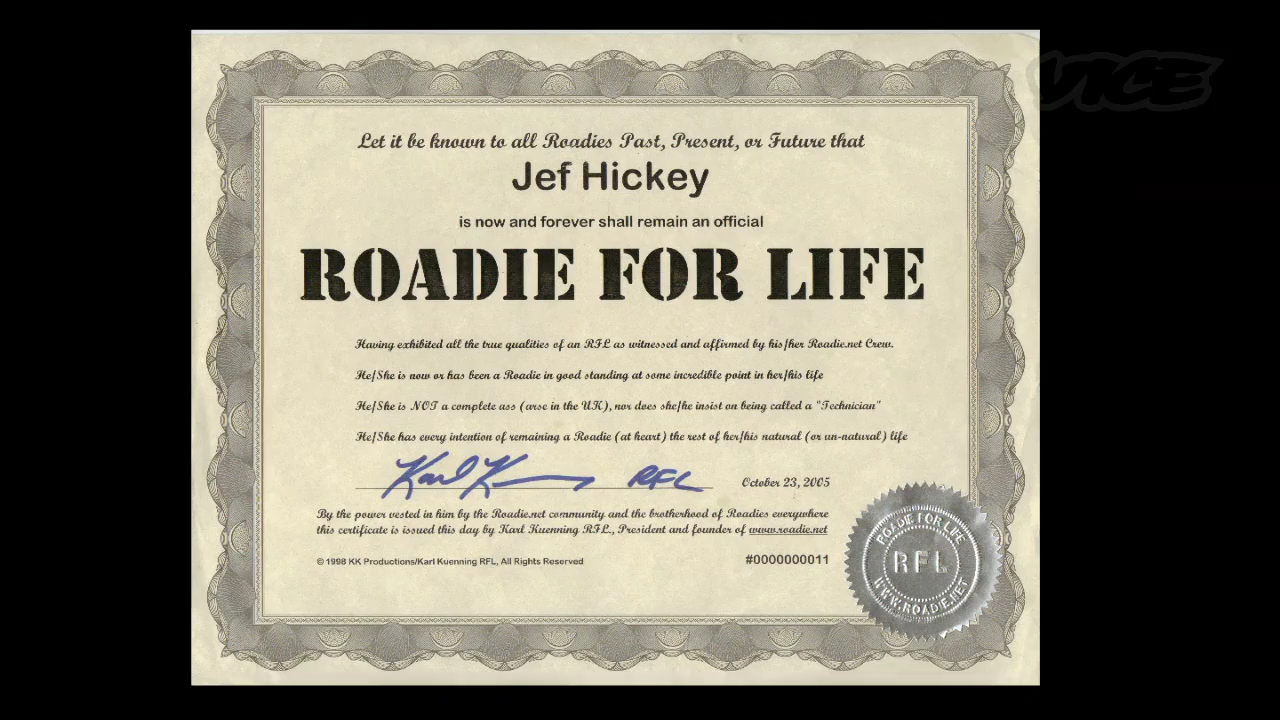 VICE
Let it be known to all Roadies Past, Present, or Future that
Jef Hickey
is now and forever shall remain an official
ROADIE FOR LIFE
Having exhibited all the true qualities of an RFL as witnessed and affirmed by his/her Roadie.net Crew.
He/She is now or has been a Roadie in good standing at some incredible point in her/his life
He/She is NOT a complete ass (arse in the UK), nor does she/he insist on being called a "Technician"
He/She has every intention of remaining a Roadie (at heart) the rest of her/his natural (or un-natural) life
Karl K RFL October 23, 2005
By the power vested in him by the Roadie.net community and the brotherhood of Roadies everywhere
this certificate is issued this day by Karl Kuenning RFL., President and founder of www.roadie.net
© 1998 KK Productions/Karl Kuenning RFL, All Rights Reserved #0000000011
ROADIE FOR LIFE
RFL
WWW.ROADIE.NET